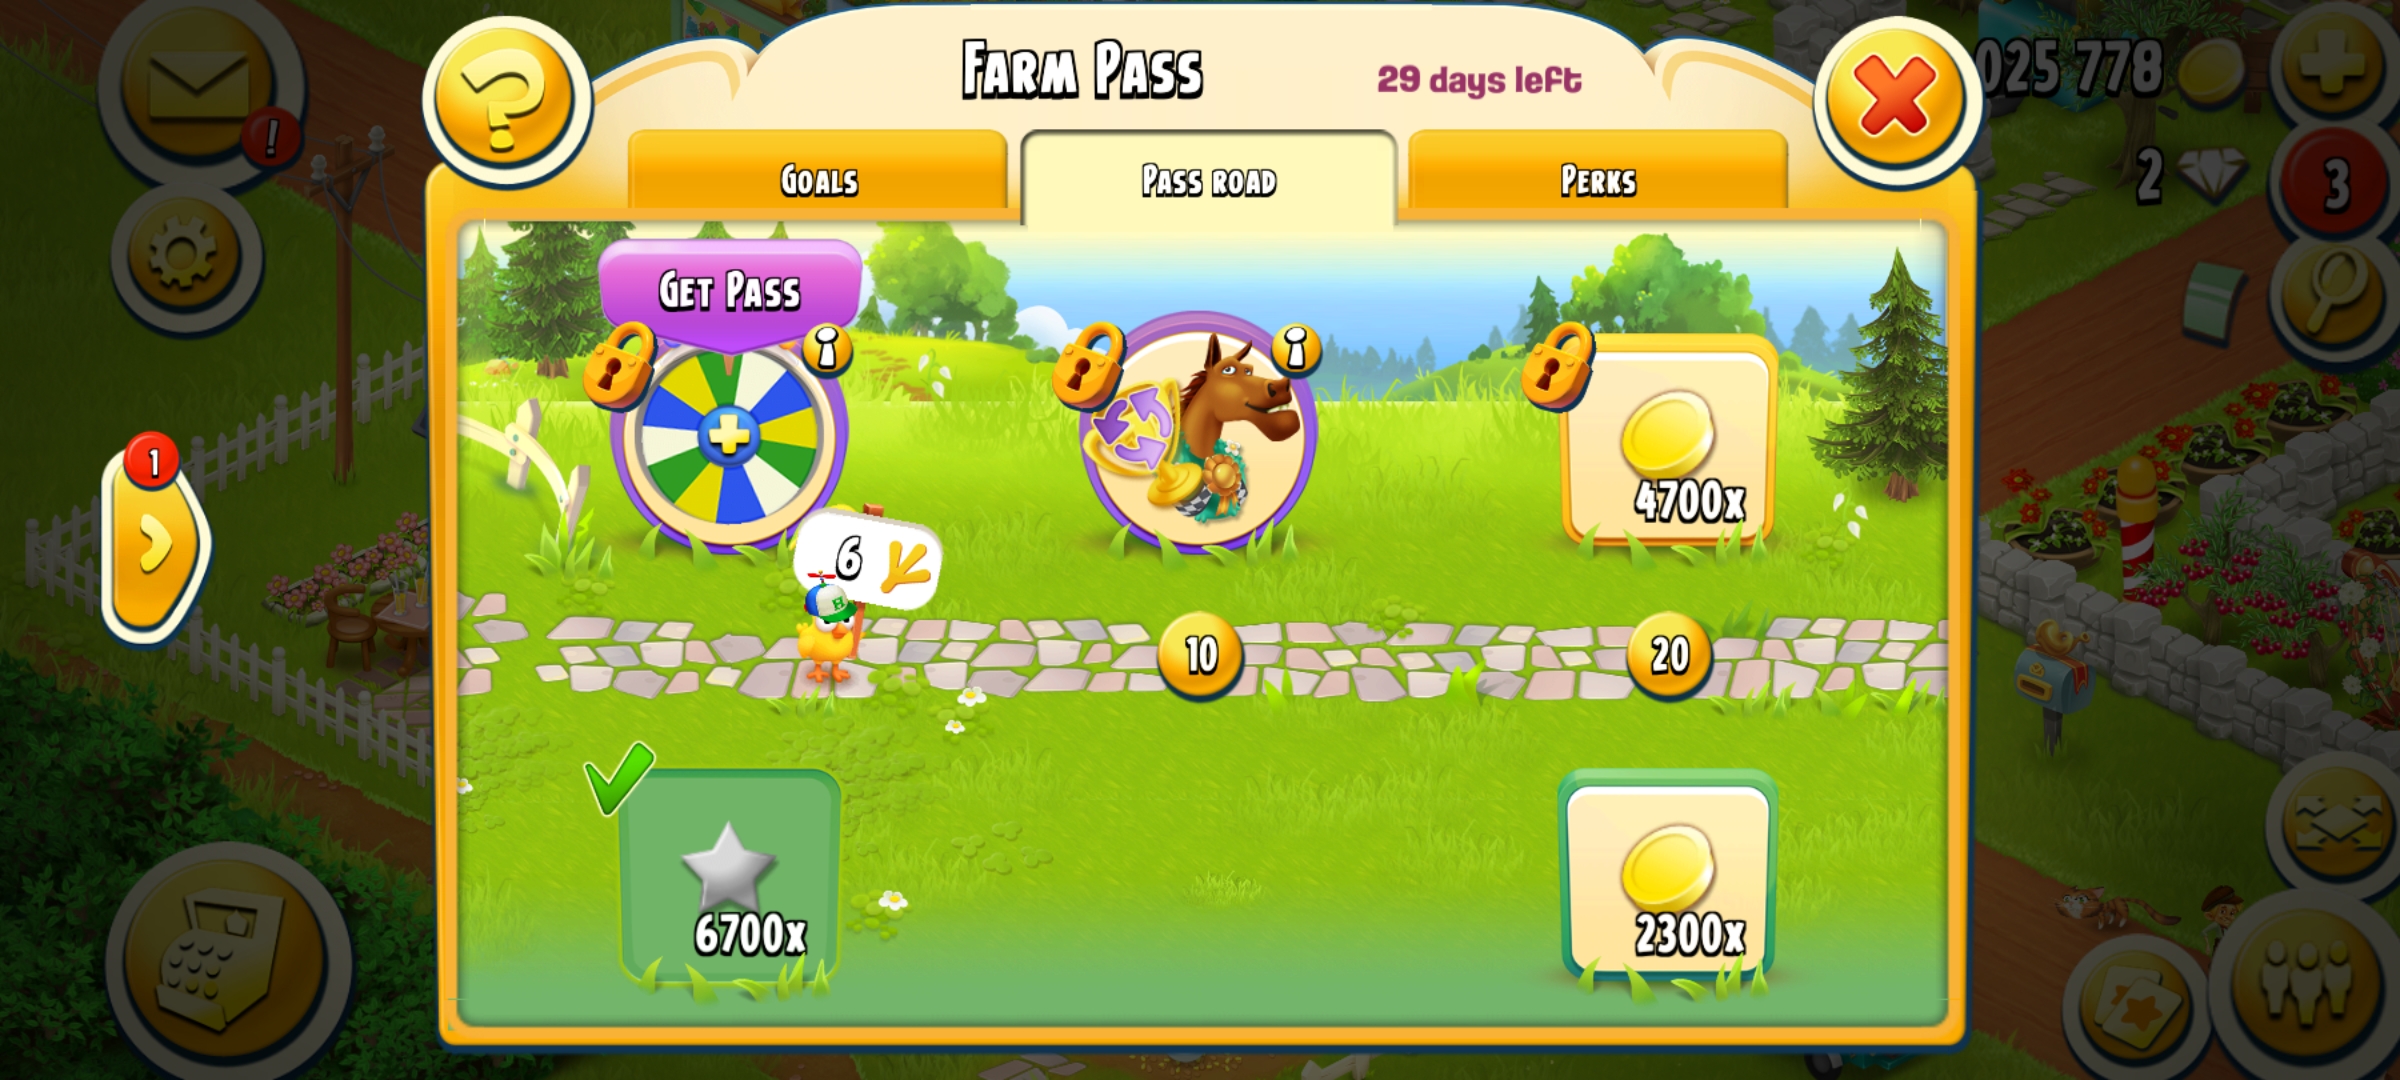 FARM PASS
29 days left
025 778
2
3
GOALS
PASS ROAD
PERKS
GET PASS
!
1
4700x
6
10
20
6700x
2300x